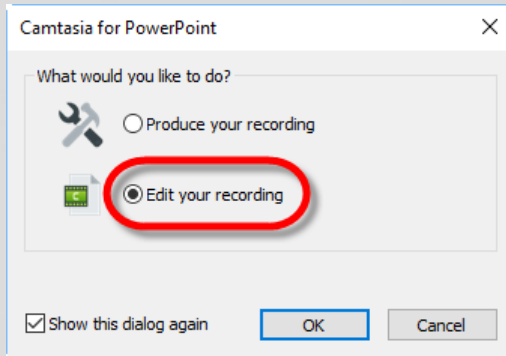 Camtasia for PowerPoint
What would you like to do?
Produce your recording
C
Edit your recording
Show this dialog again
OK
Cancel